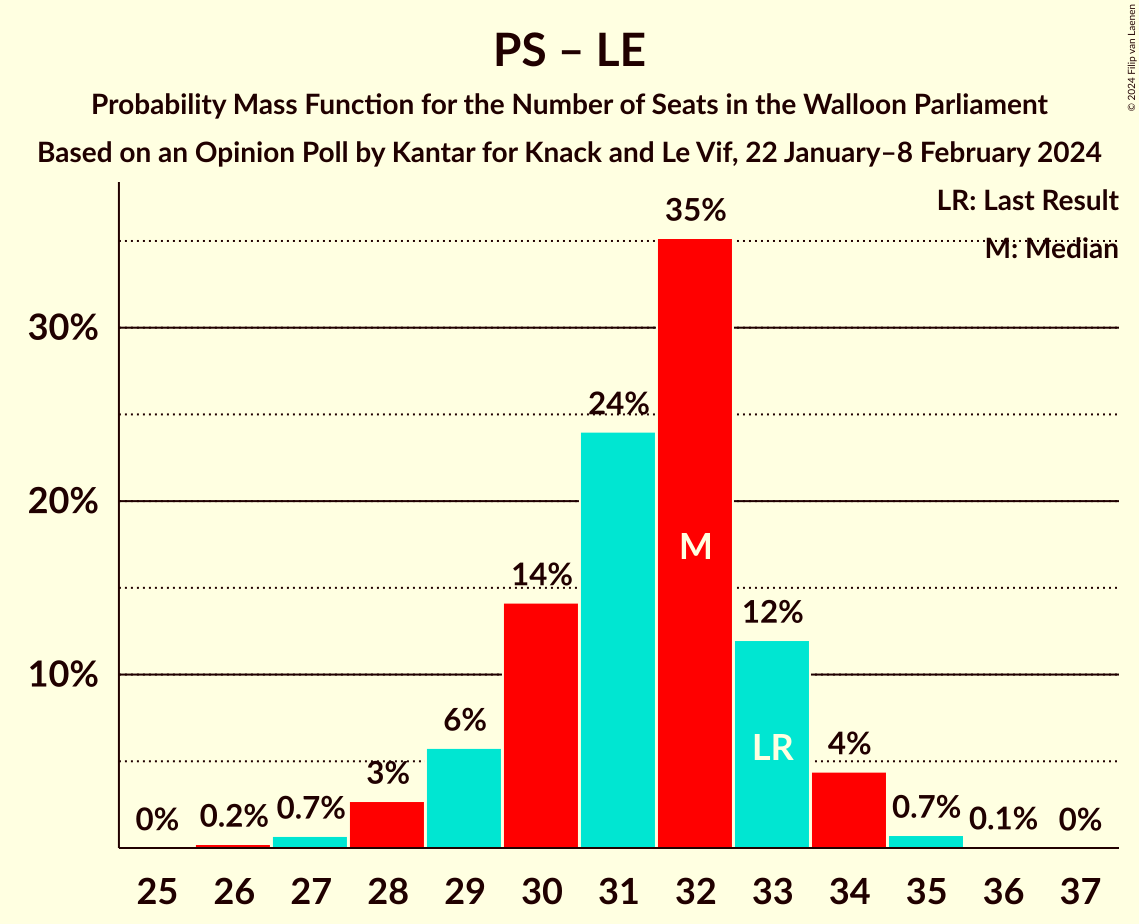 PS – LE
Probability Mass Function for the Number of Seats in the Walloon Parliament
Based on an Opinion Poll by Kantar for Knack and Le Vif, 22 January–8 February 2024
© 2024 Filip van Laenen
LR: Last Result
M: Median
30%
20%
10%
0%
0.2%
0.7%
3%
6%
14%
24%
35%
12%
4%
0.7%
0.1%
0%
M
LR
25 26 27 28 29 30 31 32 33 34 35 36 37